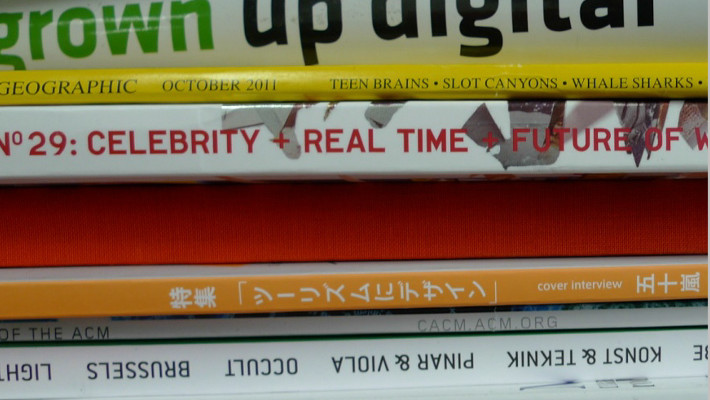 grown up digital
GEOGRAPHIC OCTOBER 2011 TEEN BRAINS • SLOT CANYONS • WHALE SHARKS •
Nº 29: CELEBRITY + REAL TIME + FUTURE OF
特集 「ツーリズムにデザイン」 cover interview 五十嵐
OF THE ACM CACM.ACM.ORG
KONST & TEKNIK PINAR & VIOLA OCCULT BRUSSELS LIGHT